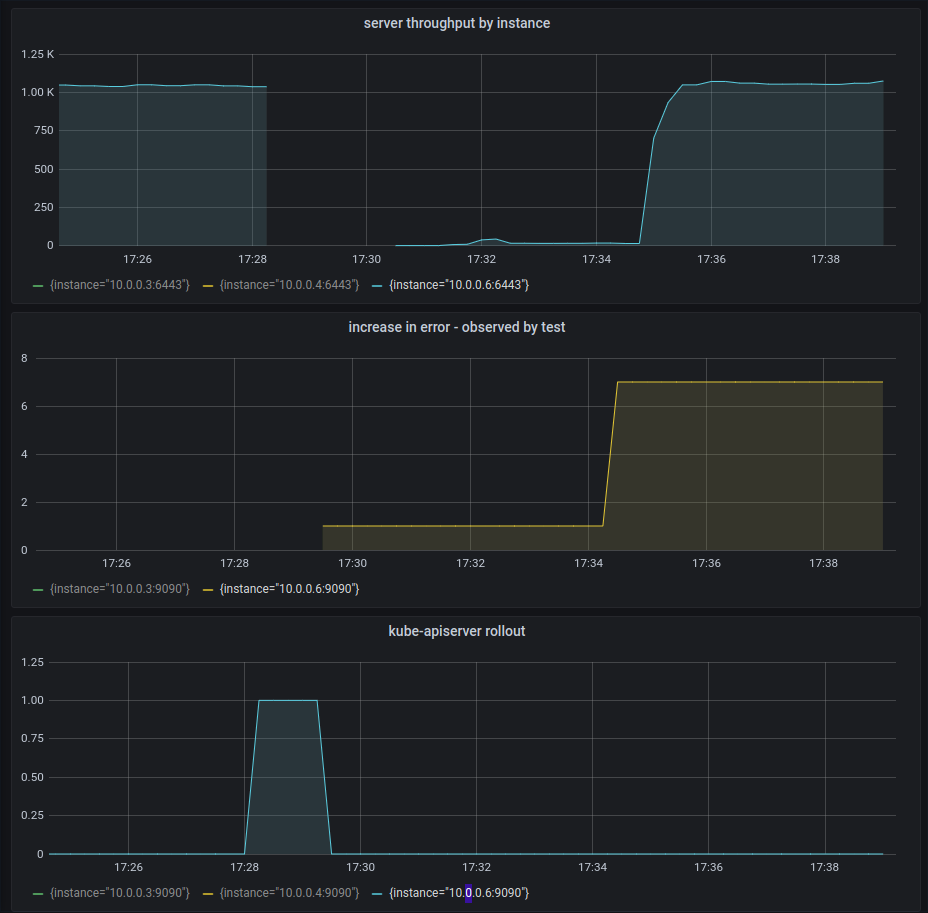 server throughput by instance
1.25 K
1.00 K
750
500
250
0
17:26 17:28 17:30 17:32 17:34 17:36 17:38
{instance="10.0.0.3:6443"} {instance="10.0.0.4:6443"} {instance="10.0.0.6:6443"}
increase in error - observed by test
8
6
4
2
0
17:26 17:28 17:30 17:32 17:34 17:36 17:38
{instance="10.0.0.3:9090"} {instance="10.0.0.6:9090"}
kube-apiserver rollout
1.25
1.00
0.75
0.50
0.25
0
17:26 17:28 17:30 17:32 17:34 17:36 17:38
{instance="10.0.0.3:9090"} {instance="10.0.0.4:9090"} {instance="10.0.0.6:9090"}